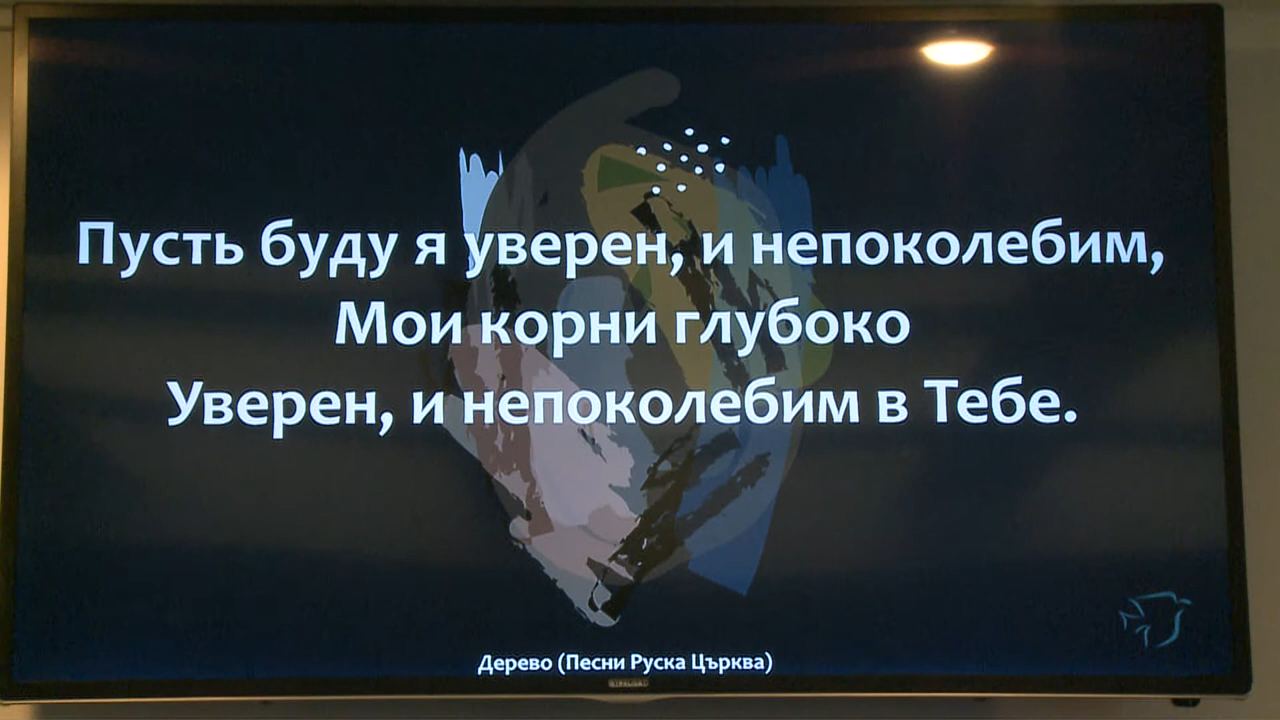 Пусть буду я уверен, и непоколебим,
Мои корни глубоко
Уверен, и непоколебим в Тебе.
Дерево (Песни Руска Църква)